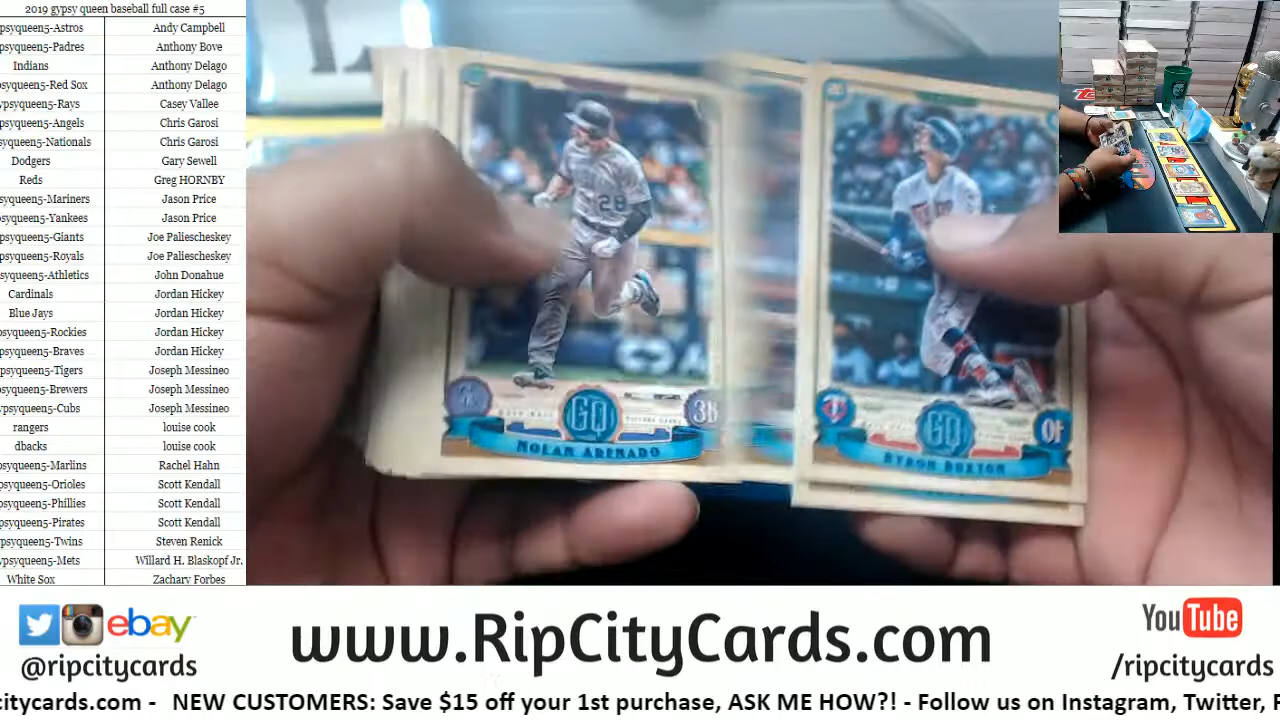 2019 gypsy queen baseball full case #5
psyqueen5-Astros Andy Campbell
psyqueen5-Padres Anthony Bove
Indians Anthony Delago
psyqueen5-Red Sox Anthony Delago
ypsyqueen5-Rays Casey Vallee
psyqueen5-Angels Chris Garosi
syqueen5-Nationals Chris Garosi
Dodgers Gary Sewell
Reds Greg HORNBY
syqueen5-Mariners Jason Price
syqueen5-Yankees Jason Price
psyqueen5-Giants Joe Paliescheskey
psyqueen5-Royals Joe Paliescheskey
syqueen5-Athletics John Donahue
Cardinals Jordan Hickey
Blue Jays Jordan Hickey
psyqueen5-Rockies Jordan Hickey
psyqueen5-Braves Jordan Hickey
psyqueen5-Tigers Joseph Messineo
psyqueen5-Brewers Joseph Messineo
ypsyqueen5-Cubs Joseph Messineo
rangers louise cook
dbacks louise cook
psyqueen5-Marlins Rachel Hahn
psyqueen5-Orioles Scott Kendall
psyqueen5-Phillies Scott Kendall
psyqueen5-Pirates Scott Kendall
psyqueen5-Twins Steven Renick
ypsyqueen5-Mets Willard H. Blaskopf Jr.
White Sox Zachary Forbes
28
GQ
3B
NOLAN ARENADO
GQ
OF
BYRON BUXTON
ebay
@ripcitycards
www.RipCityCards.com
YouTube
/ripcitycards
citycards.com - NEW CUSTOMERS: Save $15 off your 1st purchase, ASK ME HOW?! - Follow us on Instagram, Twitter, F